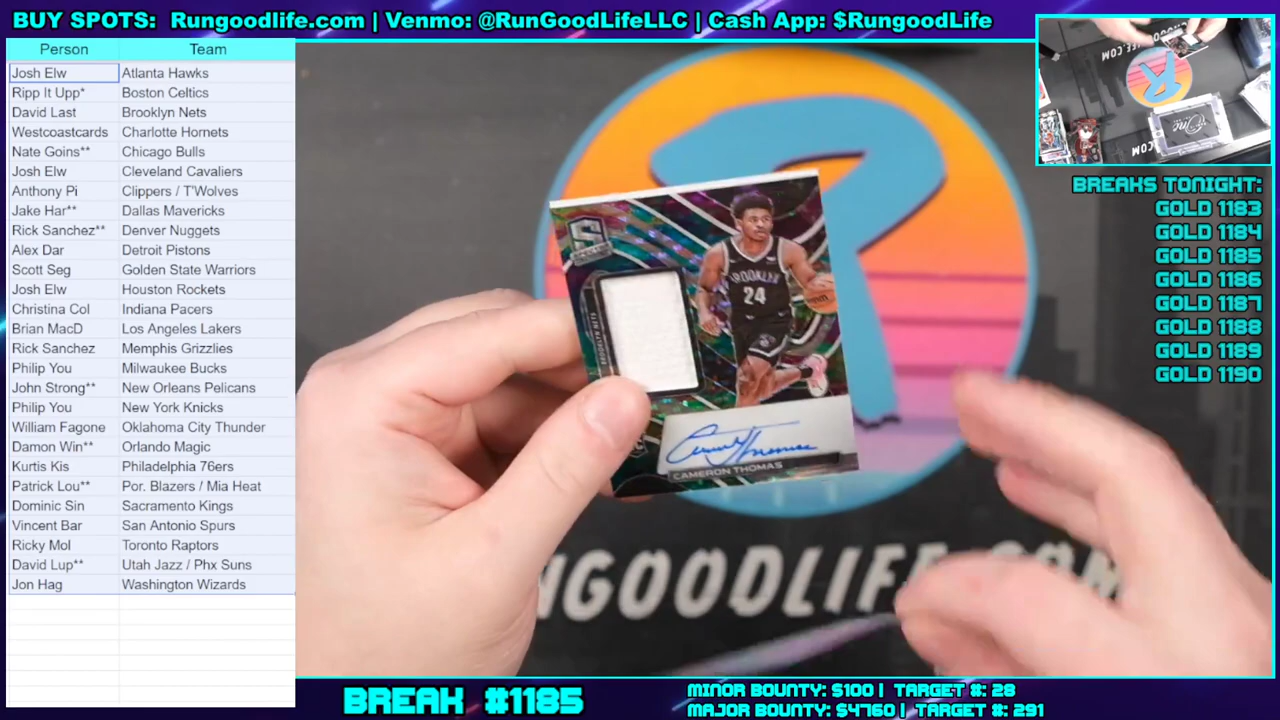 BUY SPOTS: Rungoodlife.com | Venmo: @RunGoodLifeLLC | Cash App: $RungoodLife
Person Team
Josh Elw Atlanta Hawks
Ripp It Upp* Boston Celtics
David Last Brooklyn Nets
Westcoastcards Charlotte Hornets
Nate Goins** Chicago Bulls
Josh Elw Cleveland Cavaliers
Anthony Pi Clippers / T'Wolves
Jake Har** Dallas Mavericks
Rick Sanchez** Denver Nuggets
Alex Dar Detroit Pistons
Scott Seg Golden State Warriors
Josh Elw Houston Rockets
Christina Col Indiana Pacers
Brian MacD Los Angeles Lakers
Rick Sanchez Memphis Grizzlies
Philip You Milwaukee Bucks
John Strong** New Orleans Pelicans
Philip You New York Knicks
William Fagone Oklahoma City Thunder
Damon Win** Orlando Magic
Kurtis Kis Philadelphia 76ers
Patrick Lou** Por. Blazers / Mia Heat
Dominic Sin Sacramento Kings
Vincent Bar San Antonio Spurs
Ricky Mol Toronto Raptors
David Lup** Utah Jazz / Phx Suns
Jon Hag Washington Wizards
BROOKLYN
24
BROOKLYN NETS
Cameron Thomas
CAMERON THOMAS
NGOODLIFE.COM
BREAKS TONIGHT:
GOLD 1183
GOLD 1184
GOLD 1185
GOLD 1186
GOLD 1187
GOLD 1188
GOLD 1189
GOLD 1190
BREAK #1185
MINOR BOUNTY: $100 | TARGET #: 28
MAJOR BOUNTY: $4760 | TARGET #: 291